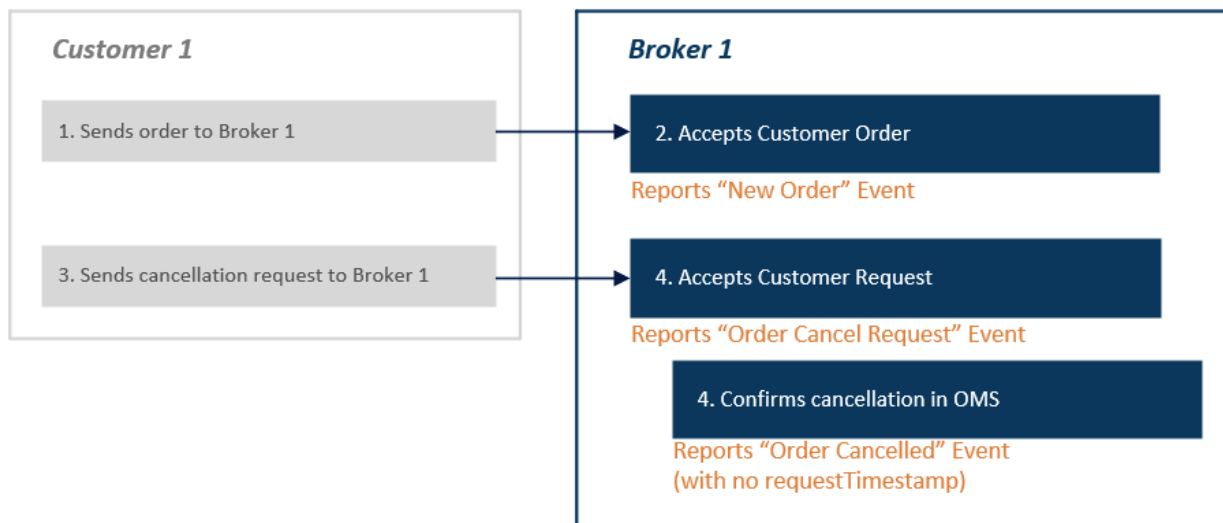 Customer 1
1. Sends order to Broker 1
3. Sends cancellation request to Broker 1
Broker 1
2. Accepts Customer Order
Reports “New Order” Event
4. Accepts Customer Request
Reports “Order Cancel Request” Event
4. Confirms cancellation in OMS
Reports “Order Cancelled” Event
(with no requestTimestamp)